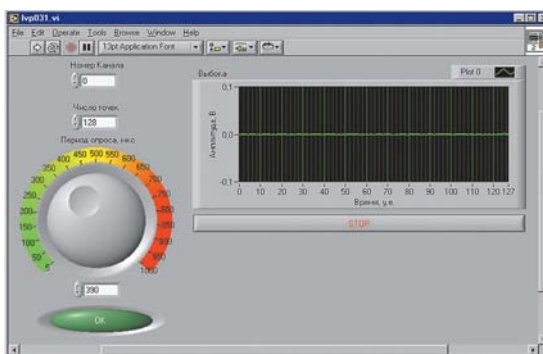 lvp031.vi
File Edit Operate Tools Browse Window Help
13pt Application Font
Номер Канала
0
Число точек
128
Период опроса, мкс
5 50 100 150 200 250 300 350 400 450 500 550 600 650 700 750 800 850 900 950 1000
390
OK
Выбока
Plot 0
Амплитуда, В
0,1
0,0
-0,1
0 10 20 30 40 50 60 70 80 90 100 110 120 127
Время, у.е.
STOP